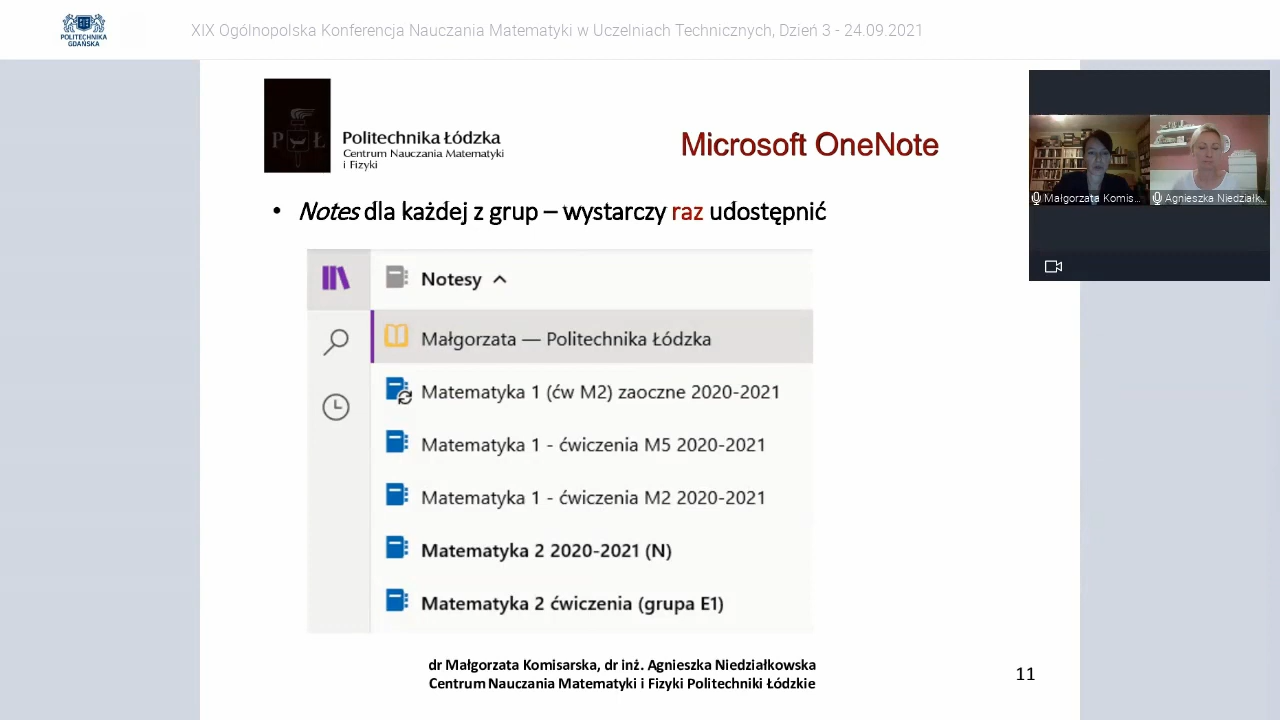 POLITECHNIKA
GDAŃSKA
XIX Ogólnopolska Konferencja Nauczania Matematyki w Uczelniach Technicznych, Dzień 3 - 24.09.2021
P Ł
Politechnika Łódzka
Centrum Nauczania Matematyki
i Fizyki
Microsoft OneNote
Małgorzata Komis...
Agnieszka Niedziałk...
• Notes dla każdej z grup – wystarczy raz udostępnić
Notesy
Małgorzata — Politechnika Łódzka
Matematyka 1 (ćw M2) zaoczne 2020-2021
Matematyka 1 - ćwiczenia M5 2020-2021
Matematyka 1 - ćwiczenia M2 2020-2021
Matematyka 2 2020-2021 (N)
Matematyka 2 ćwiczenia (grupa E1)
dr Małgorzata Komisarska, dr inż. Agnieszka Niedziałkowska
Centrum Nauczania Matematyki i Fizyki Politechniki Łódzkie
11